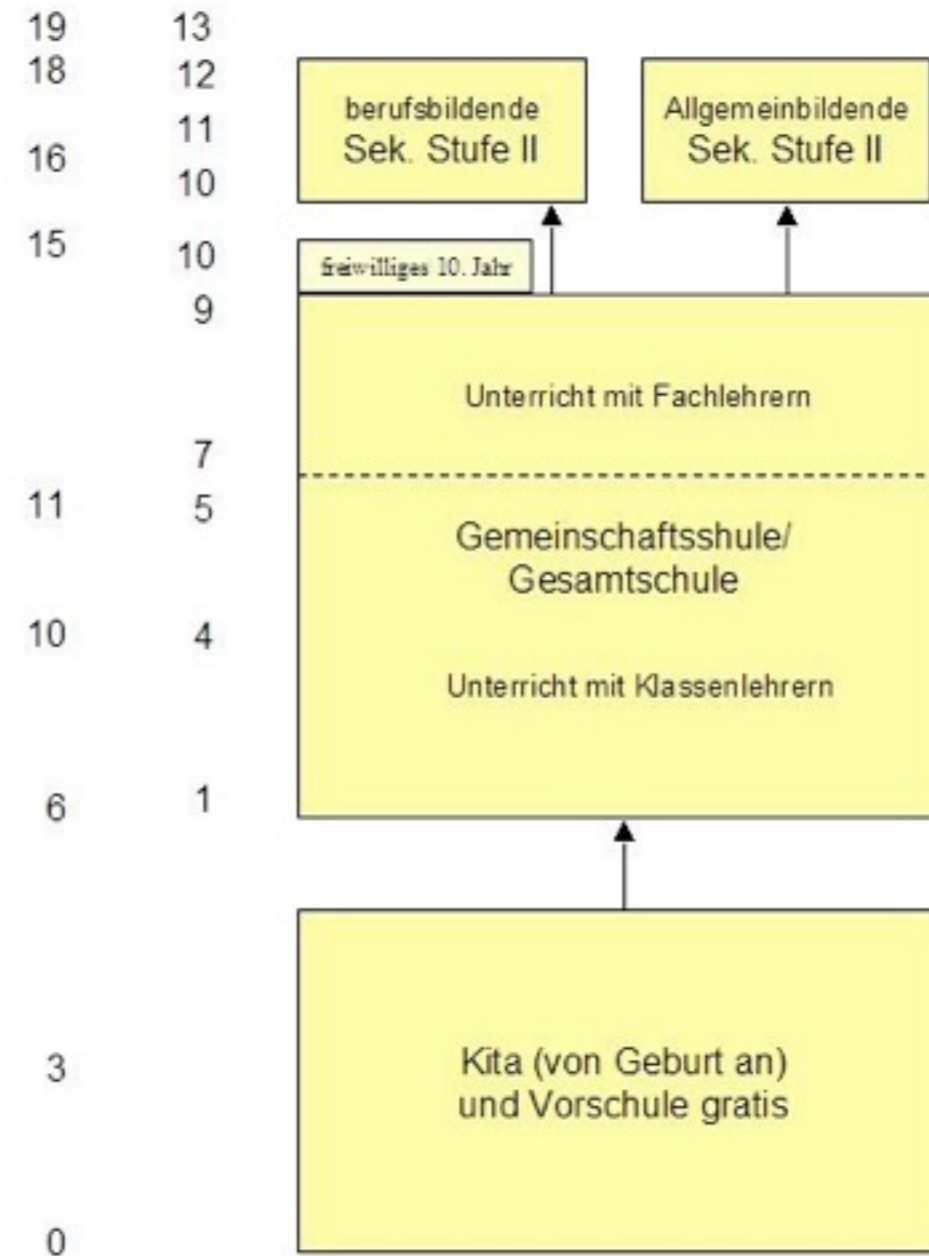 19 13
18 12
berufsbildende
Sek. Stufe II
Allgemeinbildende
Sek. Stufe II
11
16
10
15 10
freiwilliges 10. Jahr
9
Unterricht mit Fachlehrern
7
11 5
Gemeinschaftsshule/
Gesamtschule
10 4
Unterricht mit Klassenlehrern
6 1
3
Kita (von Geburt an)
und Vorschule gratis
0